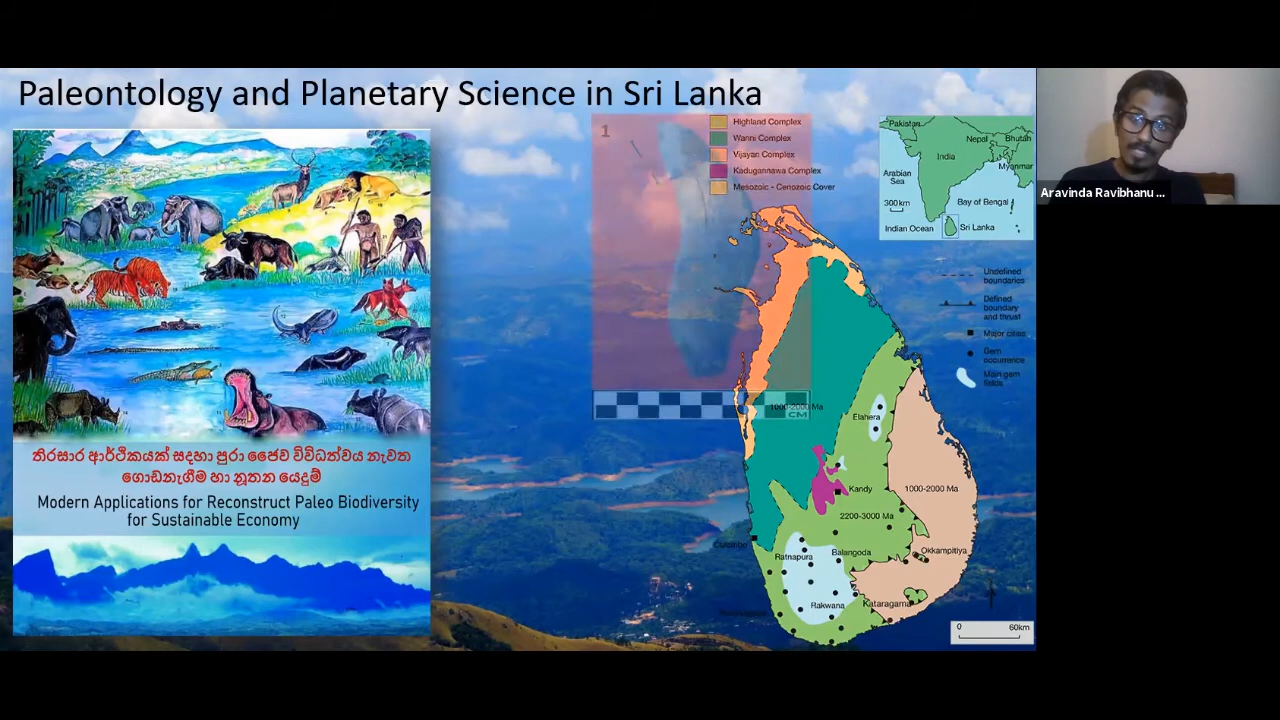 Paleontology and Planetary Science in Sri Lanka
තිරසාර ආර්ථිකයක් සදහා පුරා ජෛව විවිධත්වය නැවත
ගොඩනැගීම හා නූතන යෙදුම්
Modern Applications for Reconstruct Paleo Biodiversity
for Sustainable Economy
1
Highland Complex
Wanni Complex
Vijayan Complex
Kadugannawa Complex
Mesozoic - Cenozoic Cover
CM
1000-2000 Ma
Elahera
Kandy
1000-2000 Ma
2200-3000 Ma
Colombo
Ratnapura
Balangoda
Okkampitiya
Rakwana
Kataragama
Pakistan
Nepal
Bhutan
India
Myanmar
Arabian
Sea
300 km
Bay of Bengal
Indian Ocean
Sri Lanka
Undefined
boundaries
Defined
boundary
and thrust
Major cities
Gem
occurrence
Main gem
fields
0 60km
Aravinda Ravibhanu ...